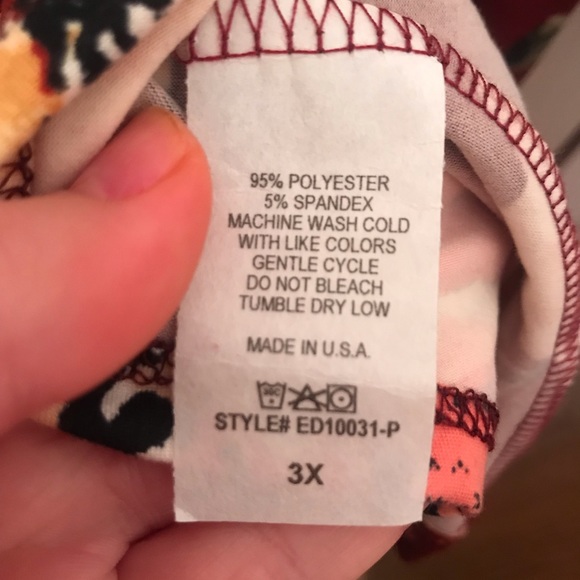 95% POLYESTER
5% SPANDEX
MACHINE WASH COLD
WITH LIKE COLORS
GENTLE CYCLE
DO NOT BLEACH
TUMBLE DRY LOW
MADE IN U.S.A.
STYLE# ED10031-P
3X